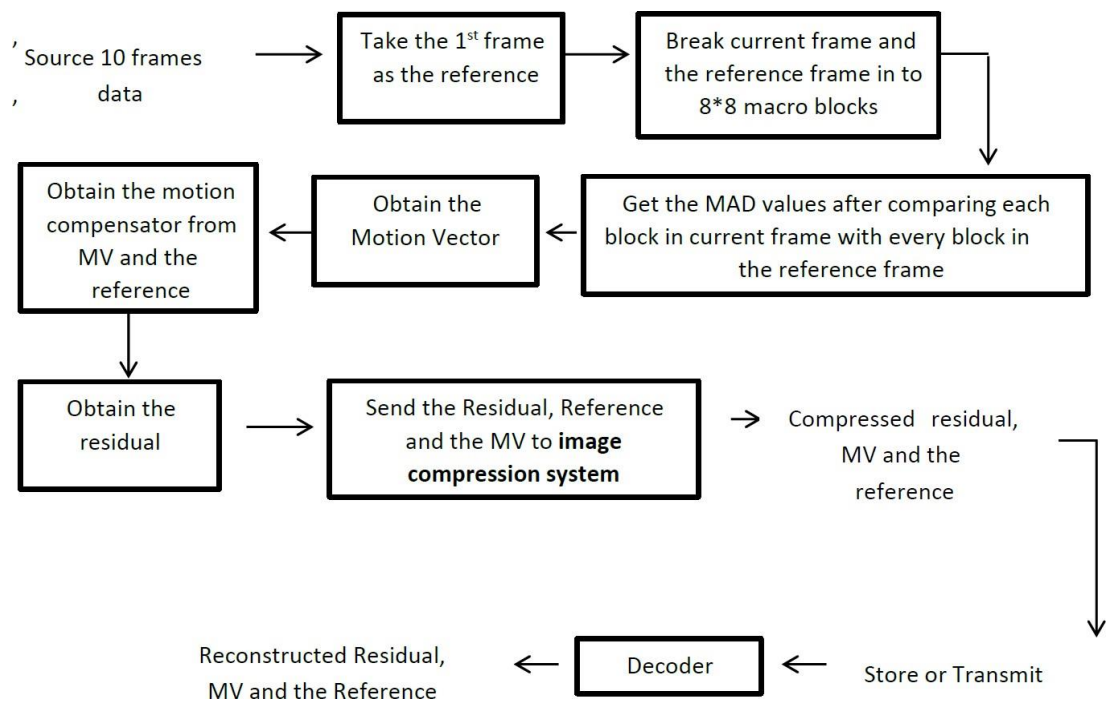 ,
Source 10 frames
,
data
Take the 1st frame
as the reference
Break current frame and
the reference frame in to
8*8 macro blocks
Get the MAD values after comparing each
block in current frame with every block in
the reference frame
Obtain the
Motion Vector
Obtain the motion
compensator from
MV and the
reference
Obtain the
residual
Send the Residual, Reference
and the MV to image
compression system
Compressed residual,
MV and the
reference
Store or Transmit
Decoder
Reconstructed Residual,
MV and the Reference